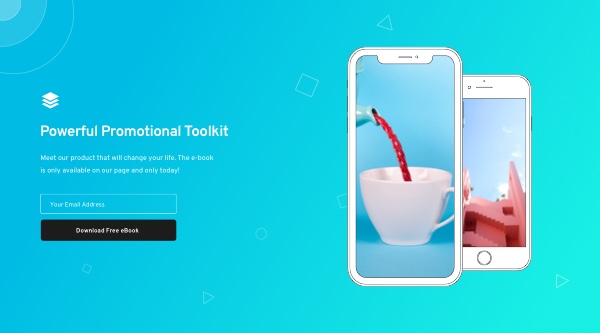 Powerful Promotional Toolkit
Meet our product that will change your life. The e-book
is only available on our page and only today!
Your Email Address
Download Free eBook